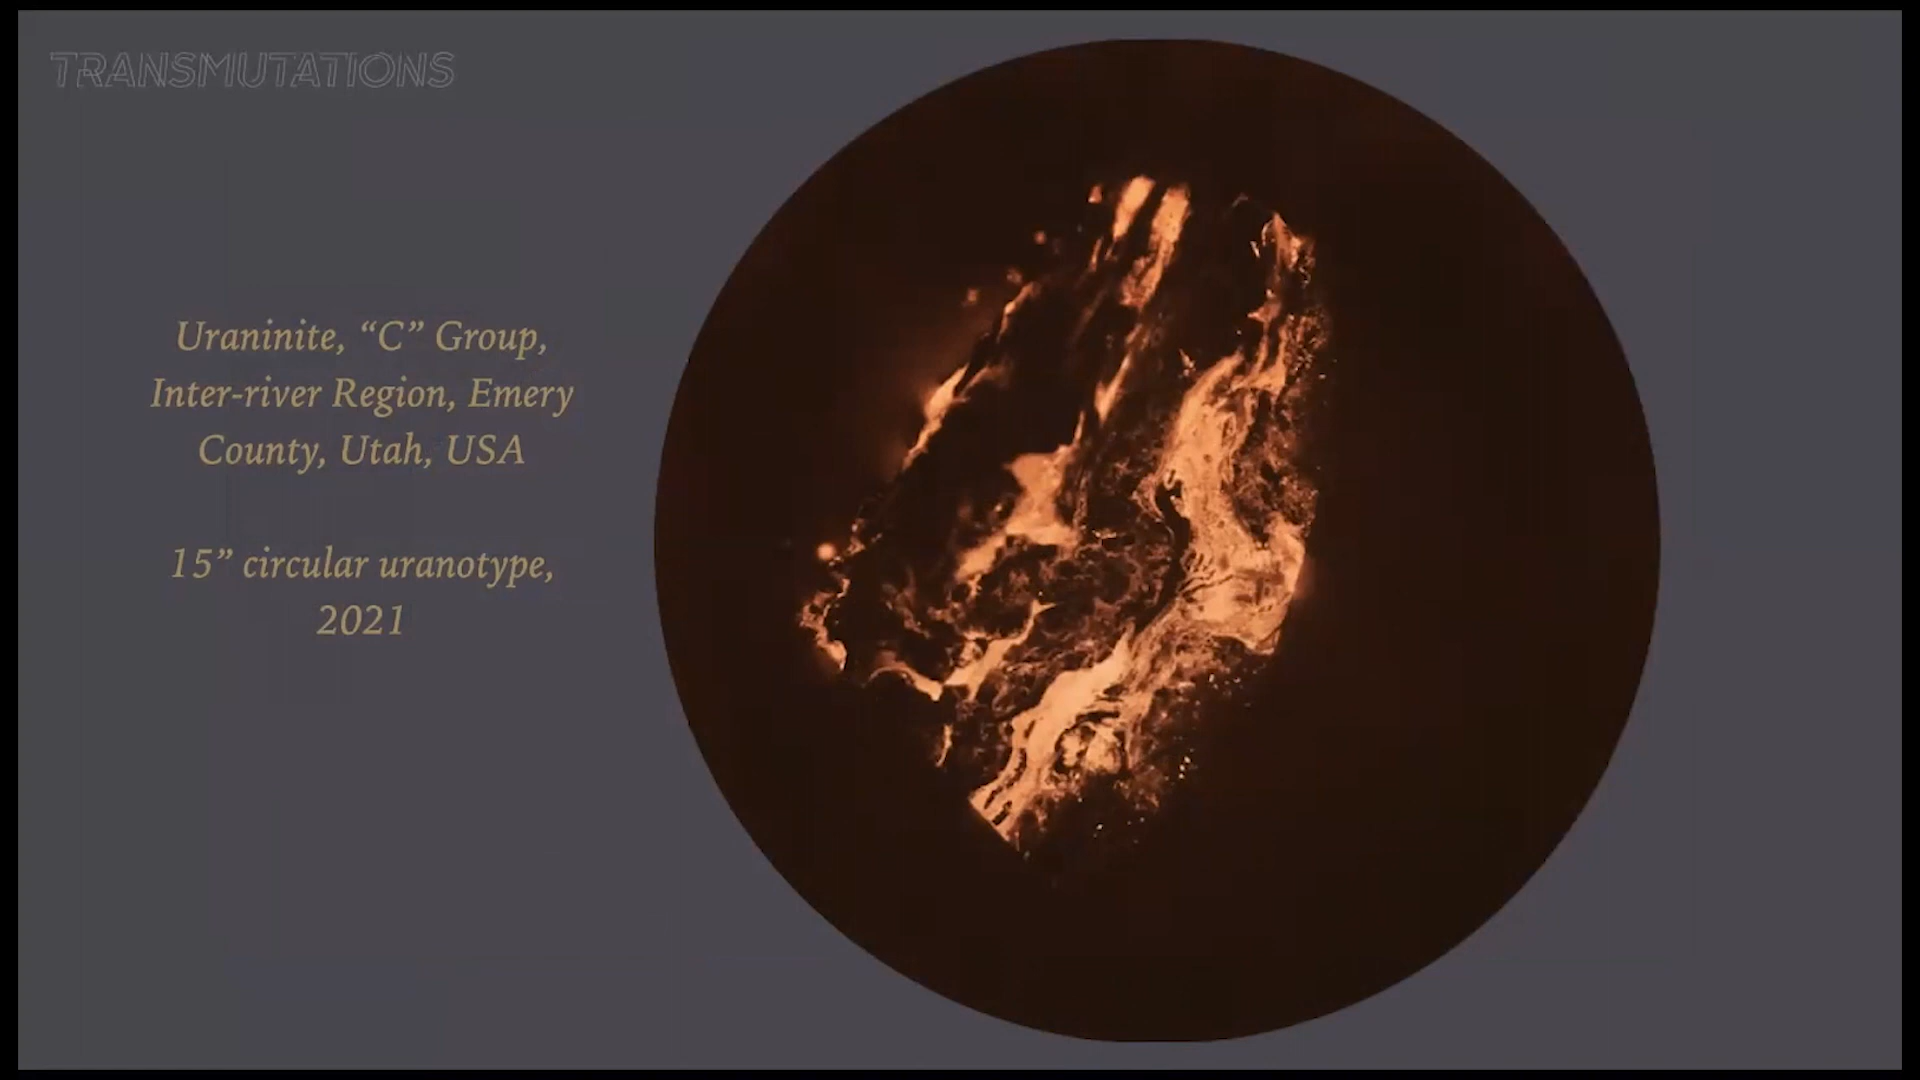 TRANSMUTATIONS
Uraninite, “C” Group,
Inter-river Region, Emery
County, Utah, USA
15” circular uranotype,
2021